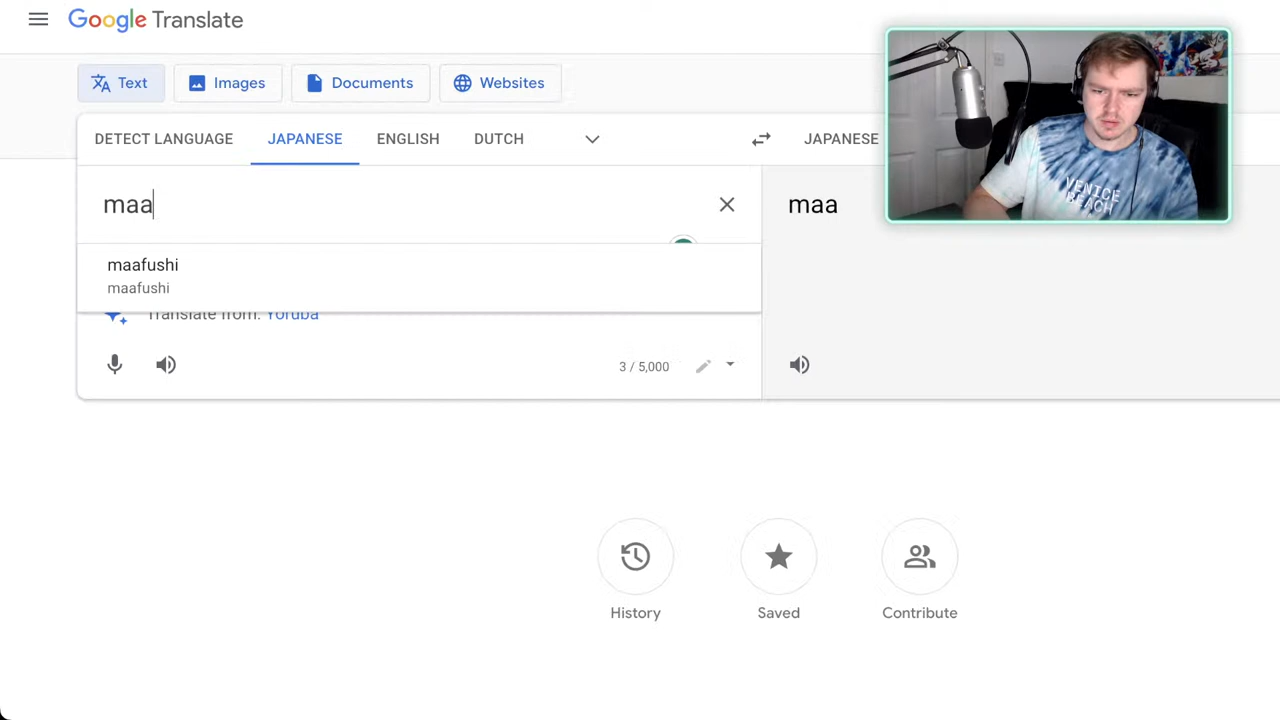 Google Translate
Text Images Documents Websites
DETECT LANGUAGE JAPANESE ENGLISH DUTCH JAPANESE
maa
maa
maafushi
maafushi
Translate from: Yoruba
3 / 5,000
History Saved Contribute
VENICE
BEACH